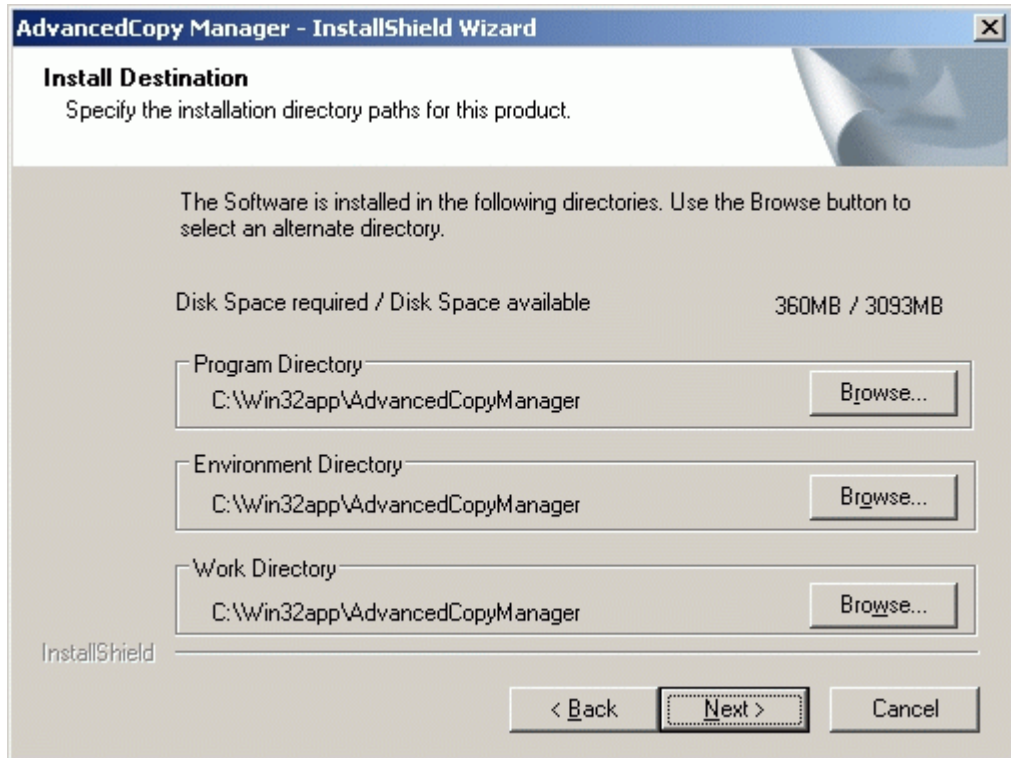 AdvancedCopy Manager - InstallShield Wizard
Install Destination
Specify the installation directory paths for this product.
The Software is installed in the following directories. Use the Browse button to
select an alternate directory.
Disk Space required / Disk Space available 360MB / 3093MB
Program Directory
C:\Win32app\AdvancedCopyManager Browse...
Environment Directory
C:\Win32app\AdvancedCopyManager Browse...
Work Directory
C:\Win32app\AdvancedCopyManager Browse...
InstallShield
< Back Next > Cancel